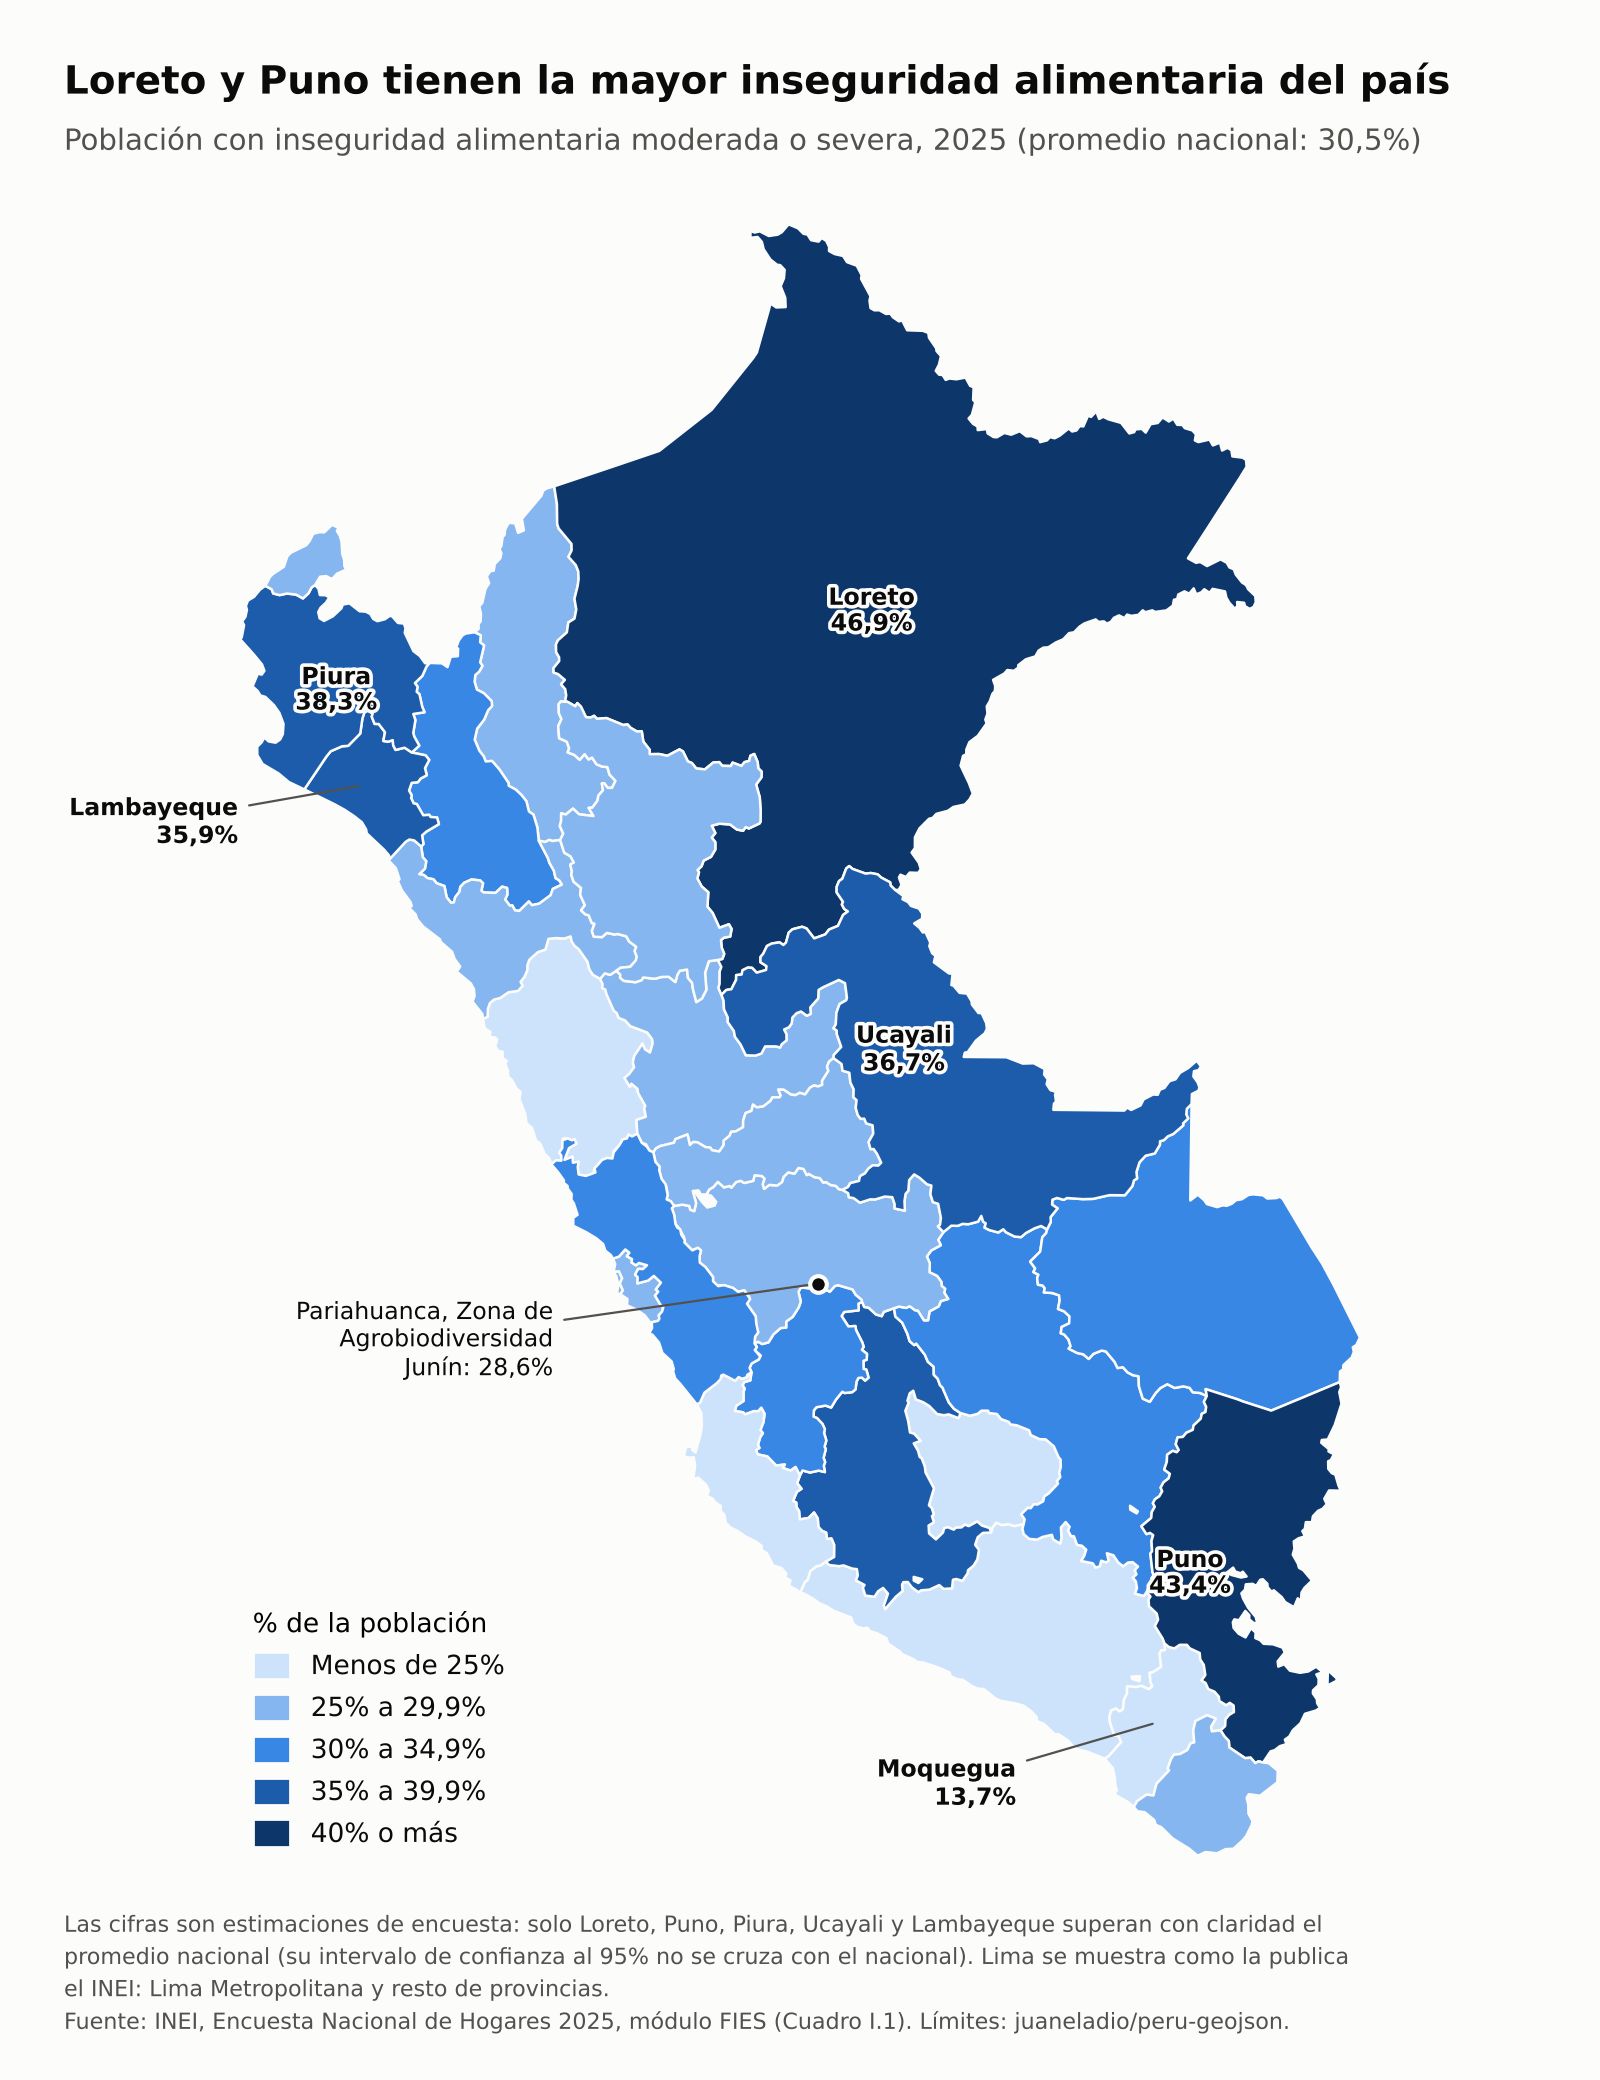 Loreto y Puno tienen la mayor inseguridad alimentaria del país
Población con inseguridad alimentaria moderada o severa, 2025 (promedio nacional: 30,5%)
Loreto
46,9%
Piura
38,3%
Lambayeque
35,9%
Ucayali
36,7%
Pariahuanca, Zona de
Agrobiodiversidad
Junín: 28,6%
Puno
43,4%
Moquegua
13,7%
% de la población
Menos de 25%
25% a 29,9%
30% a 34,9%
35% a 39,9%
40% o más
Las cifras son estimaciones de encuesta: solo Loreto, Puno, Piura, Ucayali y Lambayeque superan con claridad el
promedio nacional (su intervalo de confianza al 95% no se cruza con el nacional). Lima se muestra como la publica
el INEI: Lima Metropolitana y resto de provincias.
Fuente: INEI, Encuesta Nacional de Hogares 2025, módulo FIES (Cuadro I.1). Límites: juaneladio/peru-geojson.